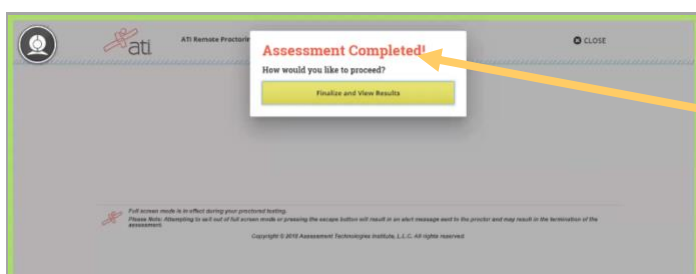 ati
ATI Remote Proctorin
CLOSE
Assessment Completed!
How would you like to proceed?
Finalize and View Results
Full screen mode is in effect during your proctored testing.
Please Note: Attempting to exit out of full screen mode or pressing the escape button will result in an alert message sent to the proctor and may result in the termination of the
assessment.
Copyright © 2015 Assessment Technologies Institute, L.L.C. All rights reserved.